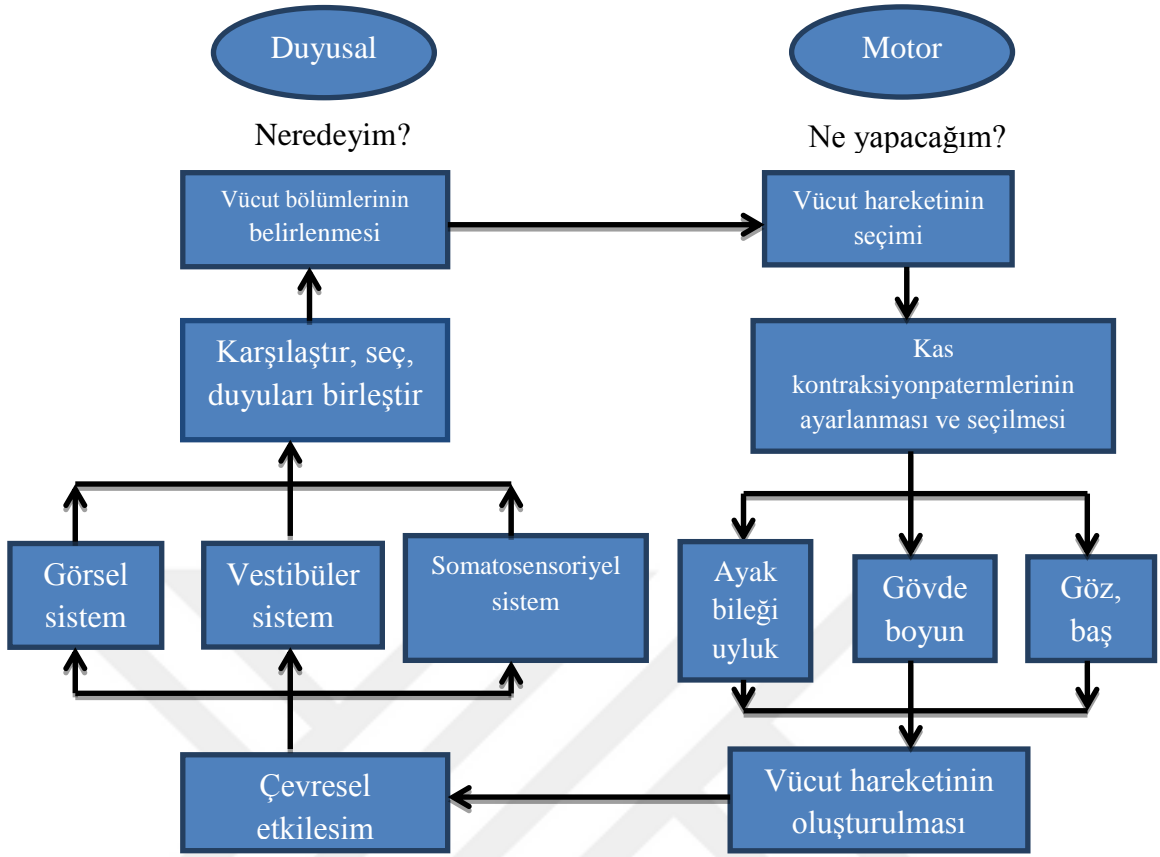 Duyusal
Motor
Neredeyim?
Ne yapacağım?
Vücut bölümlerinin
belirlenmesi
Vücut hareketinin
seçimi
Karşılaştır, seç,
duyuları birleştir
Kas
kontraksiyonpatermlerinin
ayarlanması ve seçilmesi
Görsel
sistem
Vestibüler
sistem
Somatosensoriyel
sistem
Ayak
bileği
uyluk
Gövde
boyun
Göz,
baş
Çevresel
etkilesim
Vücut hareketinin
oluşturulması